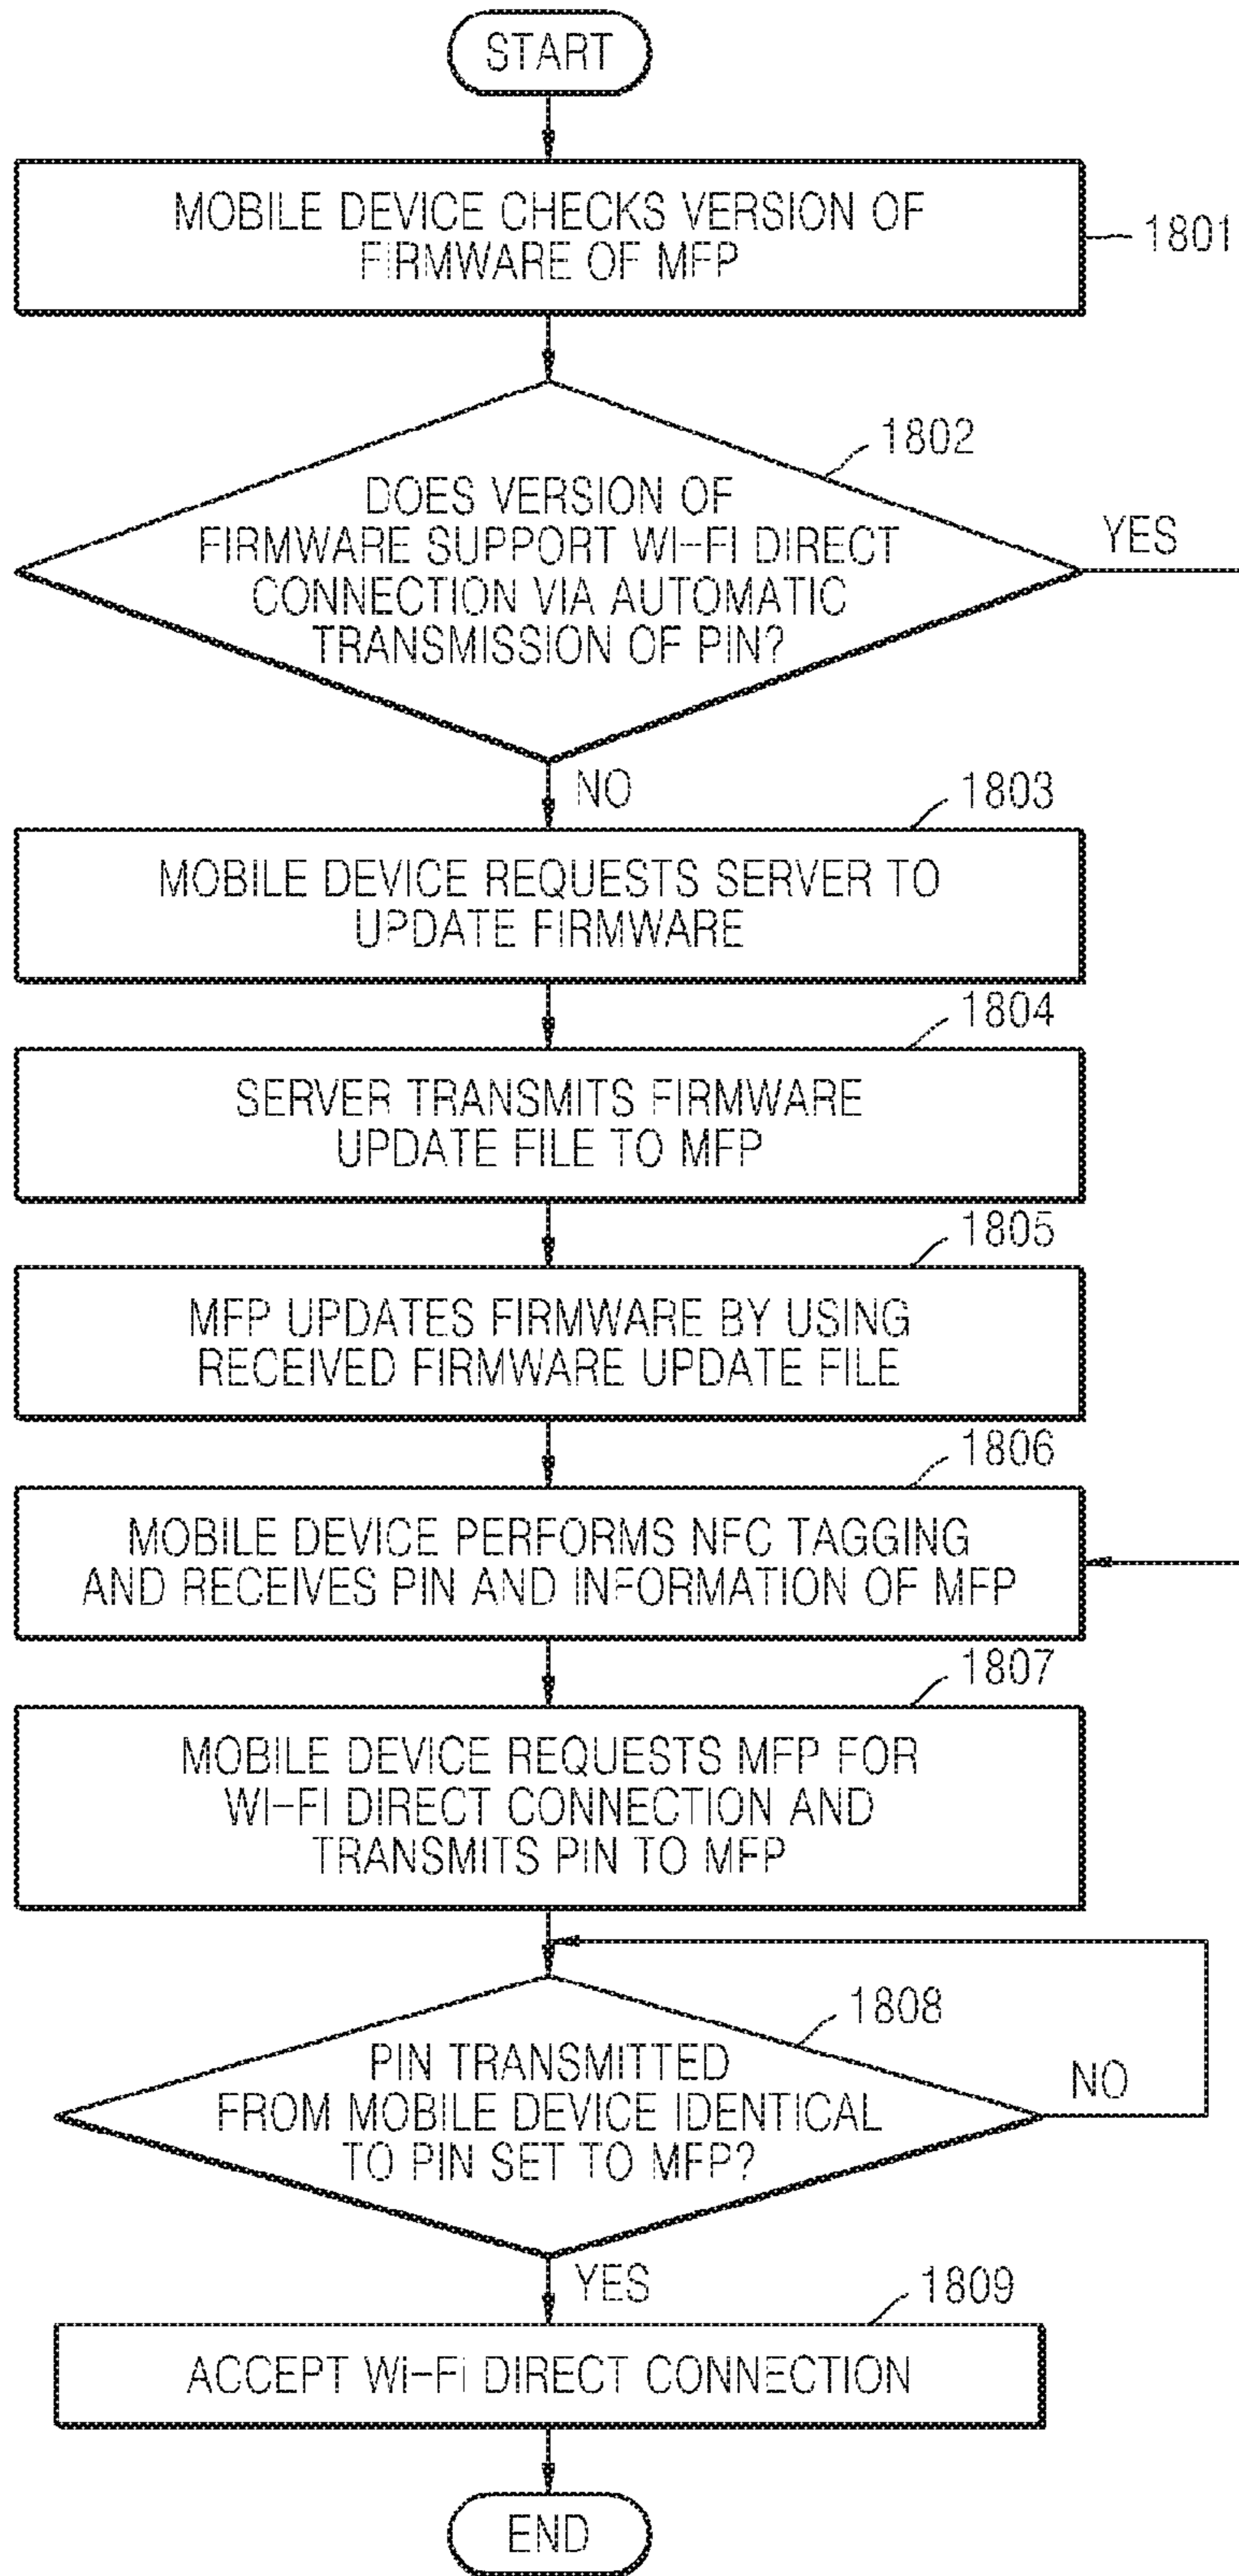 START
MOBILE DEVICE CHECKS VERSION OF
FIRMWARE OF MFP
1801
1802
DOES VERSION OF
FIRMWARE SUPPORT WI-FI DIRECT
CONNECTION VIA AUTOMATIC
TRANSMISSION OF PIN?
YES
NO
1803
MOBILE DEVICE REQUESTS SERVER TO
UPDATE FIRMWARE
1804
SERVER TRANSMITS FIRMWARE
UPDATE FILE TO MFP
1805
MFP UPDATES FIRMWARE BY USING
RECEIVED FIRMWARE UPDATE FILE
1806
MOBILE DEVICE PERFORMS NFC TAGGING
AND RECEIVES PIN AND INFORMATION OF MFP
1807
MOBILE DEVICE REQUESTS MFP FOR
WI-FI DIRECT CONNECTION AND
TRANSMITS PIN TO MFP
1808
PIN TRANSMITTED
FROM MOBILE DEVICE IDENTICAL
TO PIN SET TO MFP?
NO
YES
1809
ACCEPT Wi-Fi DIRECT CONNECTION
END